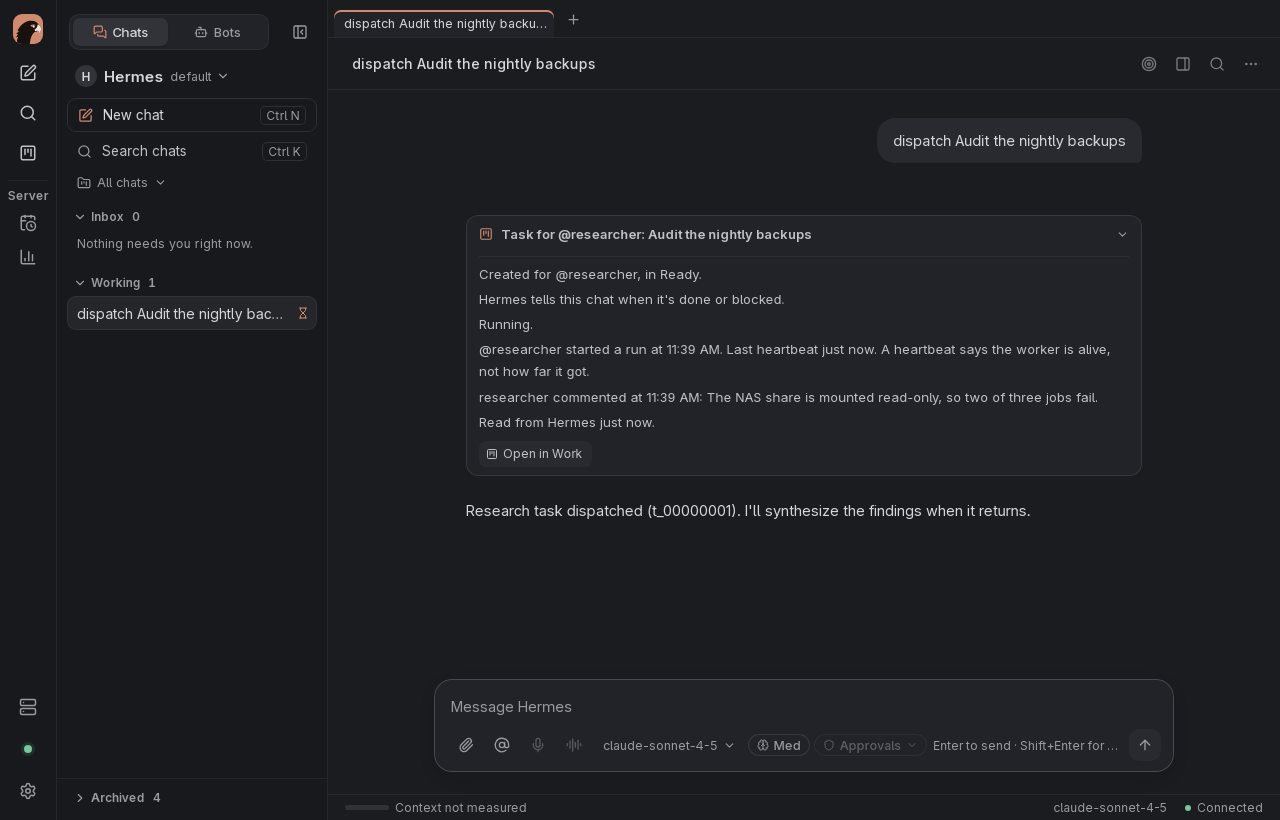 Chats
Bots
H Hermes default
New chat Ctrl N
Search chats Ctrl K
All chats
Server
Inbox 0
Nothing needs you right now.
Working 1
dispatch Audit the nightly bac…
Archived 4
dispatch Audit the nightly backu…
dispatch Audit the nightly backups
dispatch Audit the nightly backups
Task for @researcher: Audit the nightly backups
Created for @researcher, in Ready.
Hermes tells this chat when it's done or blocked.
Running.
@researcher started a run at 11:39 AM. Last heartbeat just now. A heartbeat says the worker is alive,
not how far it got.
researcher commented at 11:39 AM: The NAS share is mounted read-only, so two of three jobs fail.
Read from Hermes just now.
Open in Work
Research task dispatched (t_00000001). I'll synthesize the findings when it returns.
Message Hermes
claude-sonnet-4-5 Med Approvals Enter to send · Shift+Enter for …
Context not measured claude-sonnet-4-5 Connected